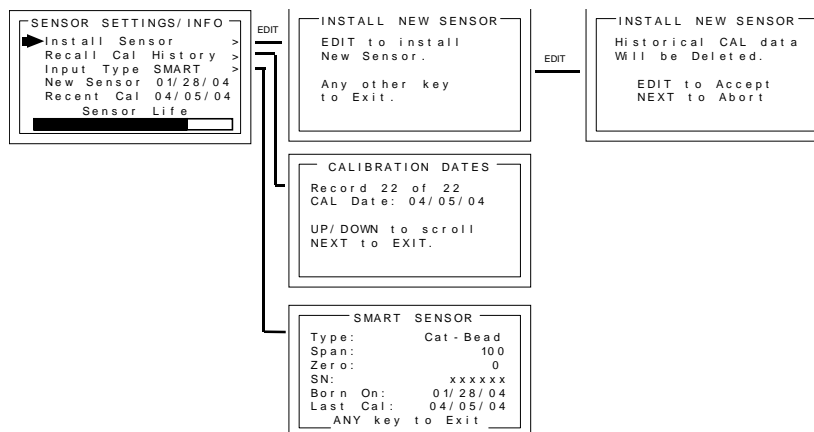 SENSOR SETTINGS/INFO
Install Sensor >
Recall Cal History >
Input Type SMART >
New Sensor 01/28/04
Recent Cal 04/05/04
Sensor Life
EDIT
INSTALL NEW SENSOR
EDIT to install
New Sensor.
Any other key
to Exit.
EDIT
INSTALL NEW SENSOR
Historical CAL data
Will be Deleted.
EDIT to Accept
NEXT to Abort
CALIBRATION DATES
Record 22 of 22
CAL Date: 04/05/04
UP/DOWN to scroll
NEXT to EXIT.
SMART SENSOR
Type: Cat-Bead
Span: 100
Zero: 0
SN: xxxxxx
Born On: 01/28/04
Last Cal: 04/05/04
ANY key to Exit